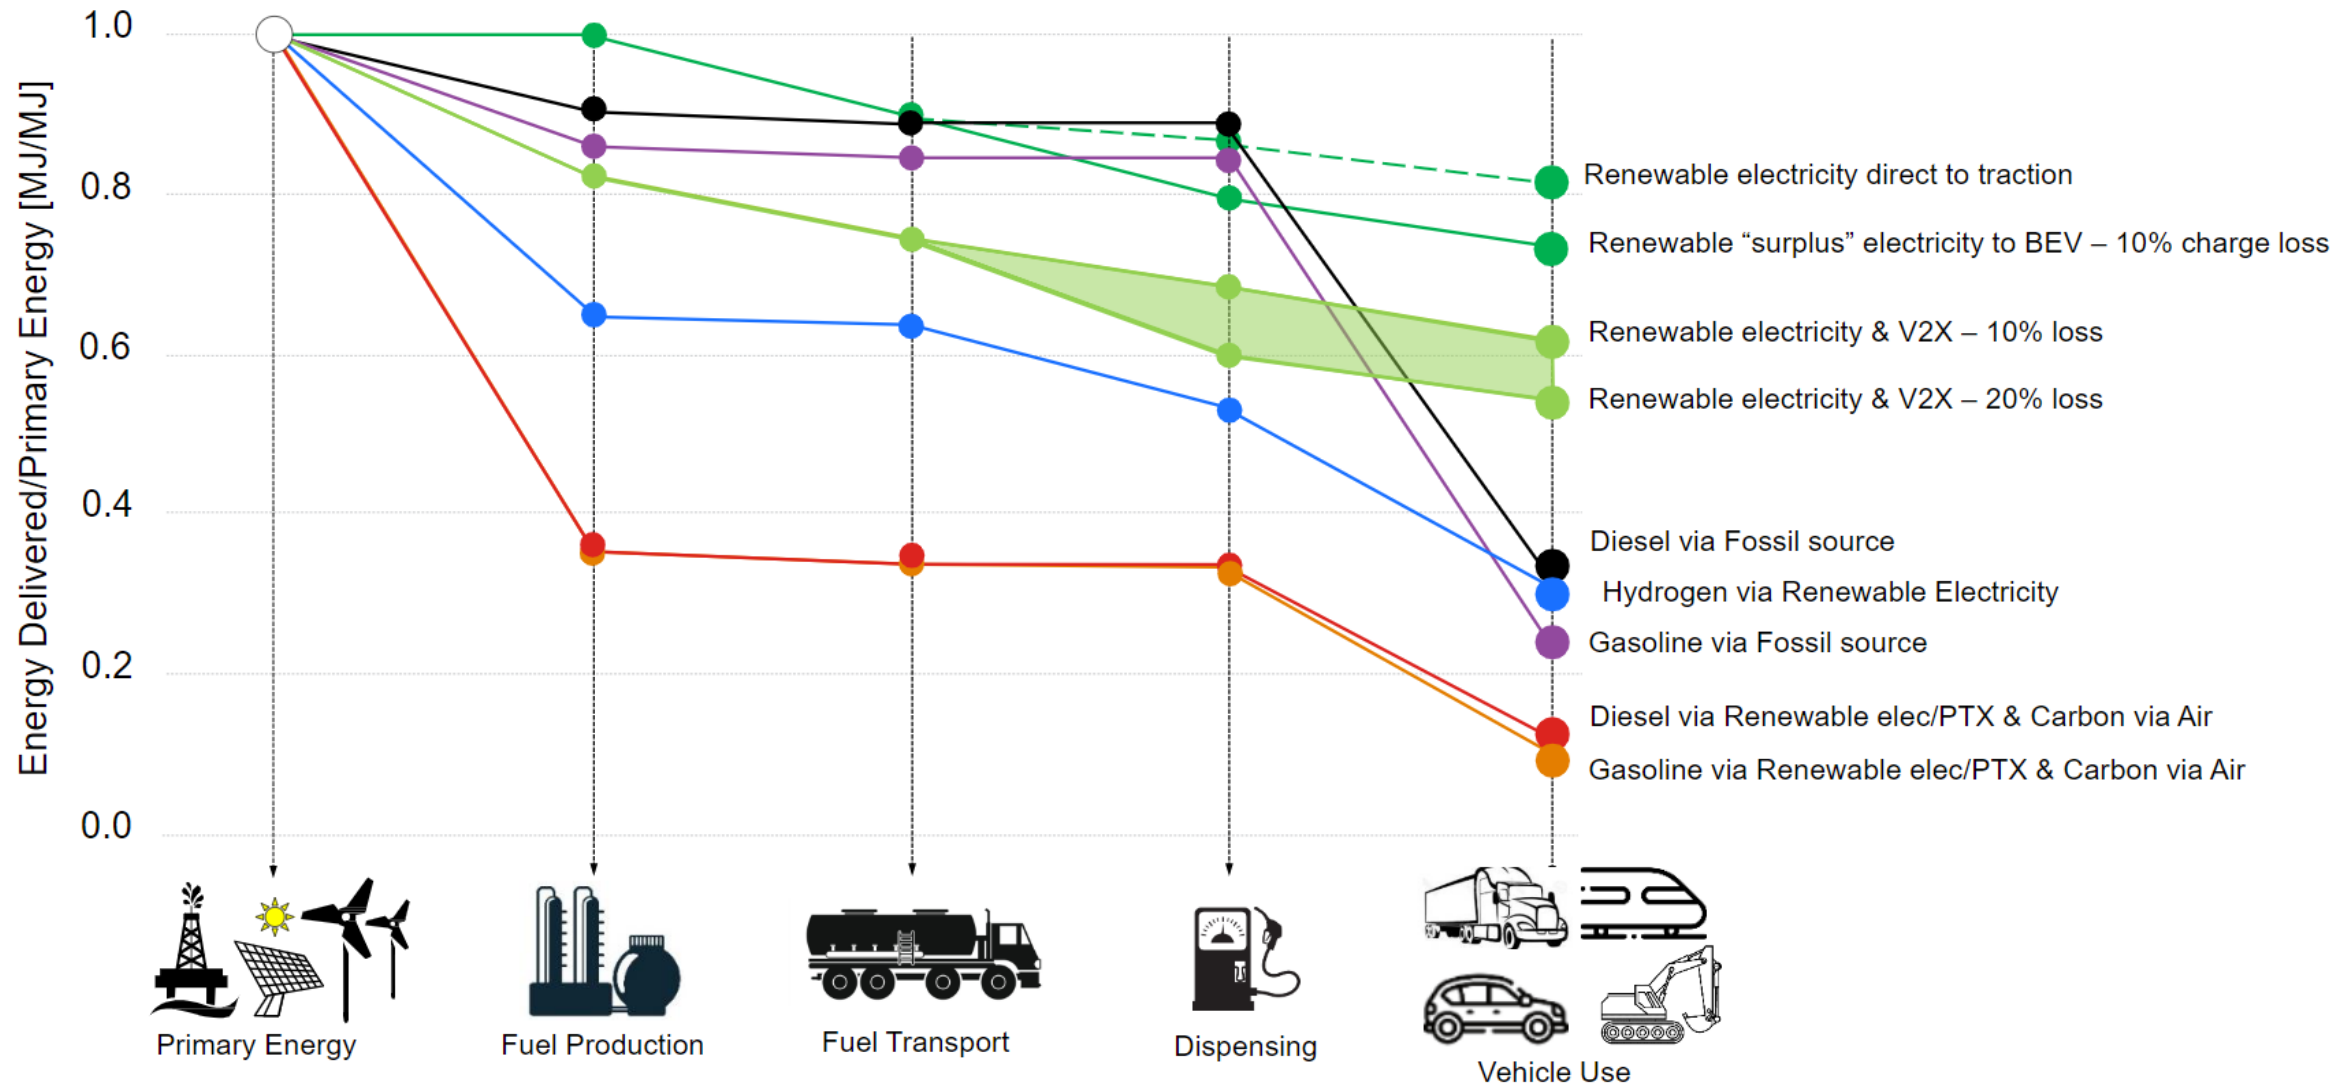 Energy Delivered/Primary Energy [MJ/MJ]
1.0
0.8
0.6
0.4
0.2
0.0
Renewable electricity direct to traction
Renewable “surplus” electricity to BEV – 10% charge loss
Renewable electricity & V2X – 10% loss
Renewable electricity & V2X – 20% loss
Diesel via Fossil source
Hydrogen via Renewable Electricity
Gasoline via Fossil source
Diesel via Renewable elec/PTX & Carbon via Air
Gasoline via Renewable elec/PTX & Carbon via Air
Primary Energy
Fuel Production
Fuel Transport
Dispensing
Vehicle Use